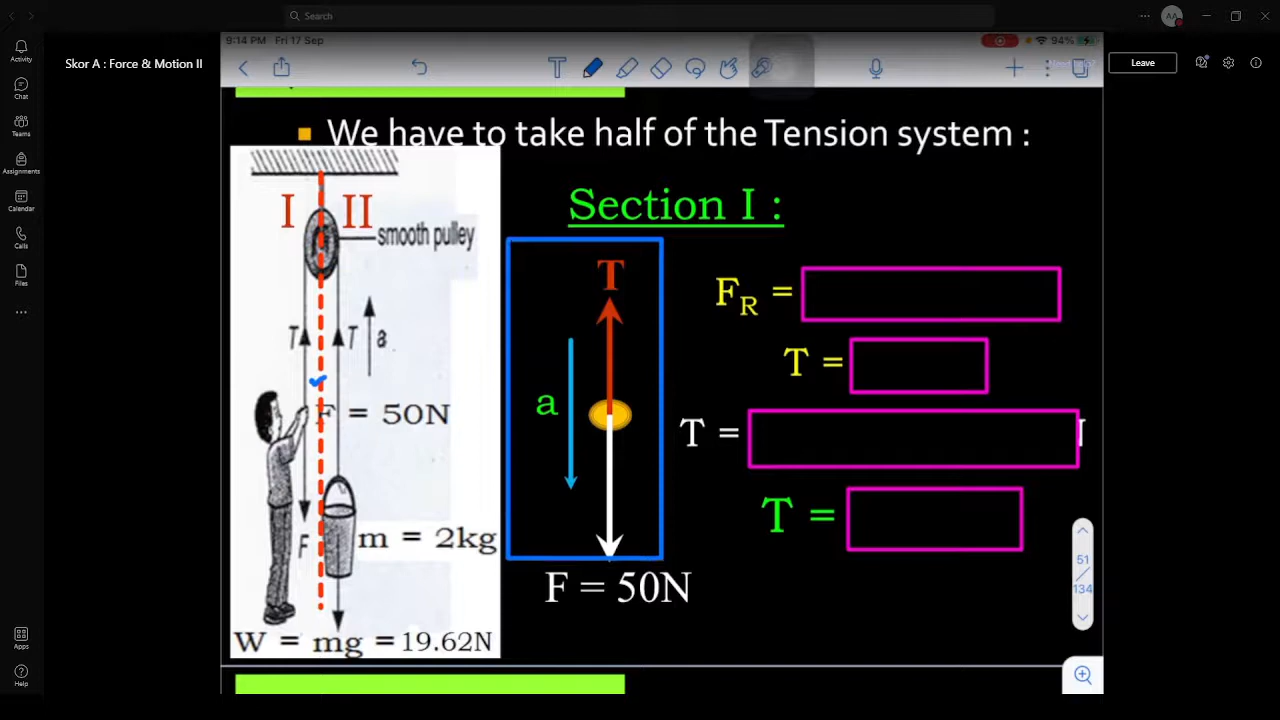 Search
AA
9:14 PM Fri 17 Sep
94%
Activity
Skor A : Force & Motion II
Leave
Chat
Teams
We have to take half of the Tension system :
Assignments
I II
Section I :
Calendar
smooth pulley
Calls
T
F_R =
Files
T T a
T =
a
F = 50N
T =
T =
F
m = 2kg
51
134
F = 50N
W = mg = 19.62N
Apps
Help